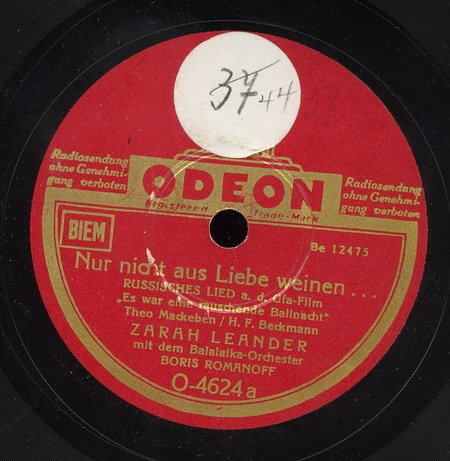 37 44
Radiosendung
ohne Genehmi-
gung verboten
ODEON
Registered Trade-Mark
Radiosendung
ohne Genehmi-
gung verboten
BIEM
Be 12475
Nur nicht aus Liebe weinen ...
RUSSISCHES LIED a. d. Ufa-Film
„Es war eine rauschende Ballnacht"
Theo Mackeben / H. F. Beckmann
ZARAH LEANDER
mit dem Balalaika-Orchester
BORIS ROMANOFF
O-4624a